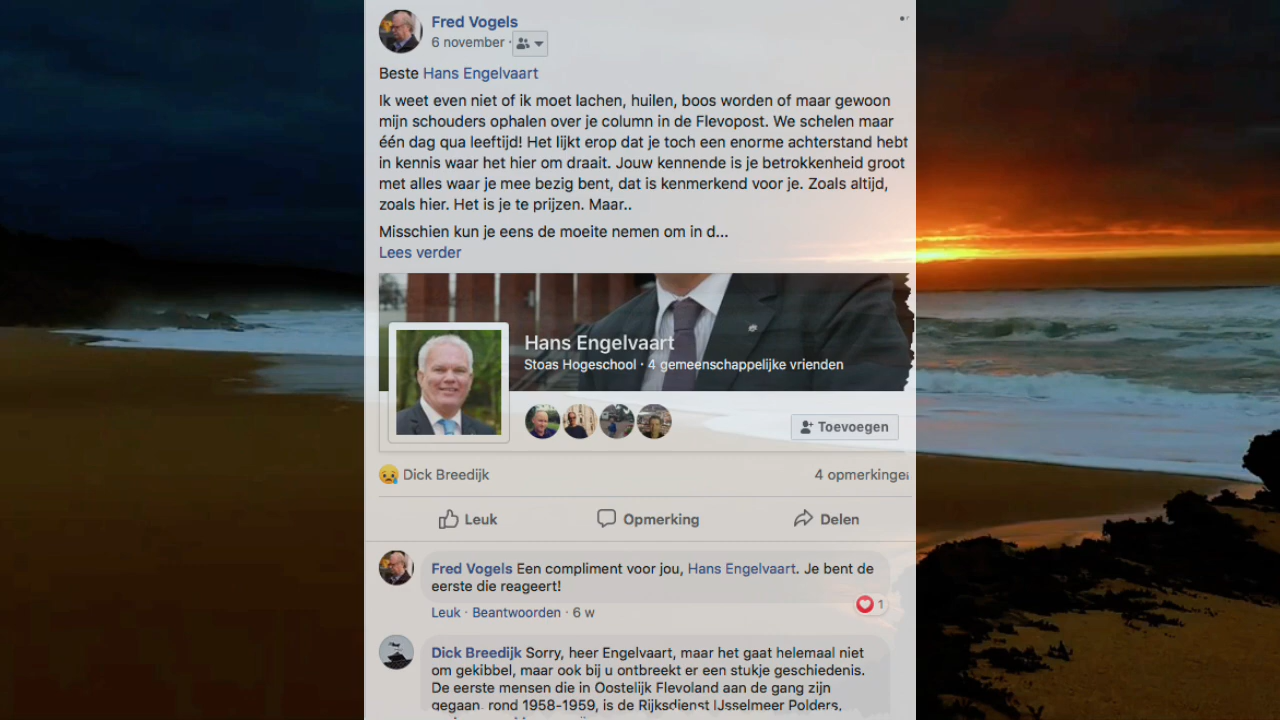 Fred Vogels
6 november ·
Beste Hans Engelvaart
Ik weet even niet of ik moet lachen, huilen, boos worden of maar gewoon
mijn schouders ophalen over je column in de Flevopost. We schelen maar
één dag qua leeftijd! Het lijkt erop dat je toch een enorme achterstand hebt
in kennis waar het hier om draait. Jouw kennende is je betrokkenheid groot
met alles waar je mee bezig bent, dat is kenmerkend voor je. Zoals altijd,
zoals hier. Het is je te prijzen. Maar..
Misschien kun je eens de moeite nemen om in d...
Lees verder
Hans Engelvaart
Stoas Hogeschool · 4 gemeenschappelijke vrienden
Toevoegen
Dick Breedijk 4 opmerkingen
Leuk Opmerking Delen
Fred Vogels Een compliment voor jou, Hans Engelvaart. Je bent de
eerste die reageert!
1
Leuk · Beantwoorden · 6 w
Dick Breedijk Sorry, heer Engelvaart, maar het gaat helemaal niet
om gekibbel, maar ook bij u ontbreekt er een stukje geschiedenis.
De eerste mensen die in Oostelijk Flevoland aan de gang zijn
gegaan, rond 1958-1959, is de Rijksdienst IJsselmeer Polders,